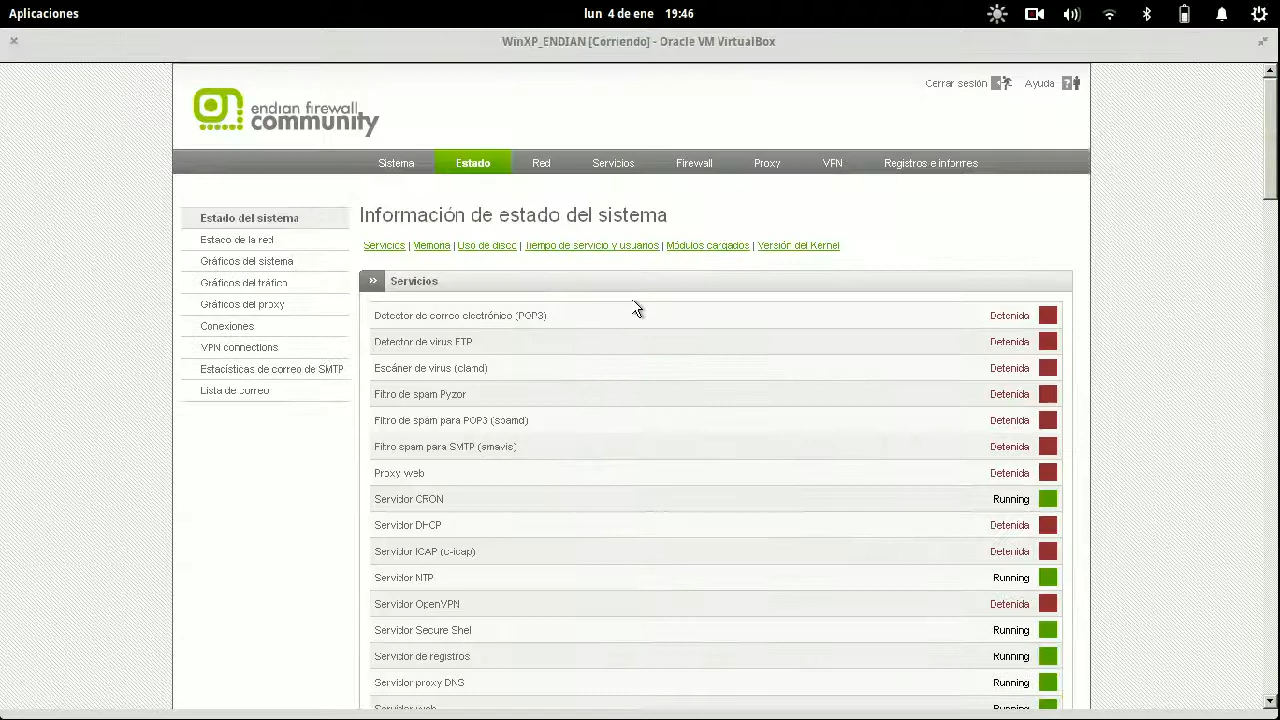 Aplicaciones
lun 4 de ene 19:46
WinXP_ENDIAN [Corriendo] - Oracle VM VirtualBox
Cerrar sesión
Ayuda
endian firewall
community
Sistema
Estado
Red
Servicios
Firewall
Proxy
VPN
Registros e informes
Estado del sistema
Estado de la red
Gráficos del sistema
Gráficos del tráfico
Gráficos del proxy
Conexiones
VPN connections
Estadísticas de correo de SMTP
Lista de correo
Información de estado del sistema
Servicios | Memoria | Uso de disco | Tiempo de servicio y usuarios | Módulos cargados | Versión del Kernel
» Servicios
Detector de correo electrónico (POP3) Detenida
Detector de virus FTP Detenida
Escáner de virus (clamd) Detenida
Filtro de spam Pyzor Detenida
Filtro de spam para POP3 (spamd) Detenida
Filtro spam para SMTP (amavis) Detenida
Proxy web Detenida
Servidor CRON Running
Servidor DHCP Detenida
Servidor ICAP (c-icap) Detenida
Servidor NTP Running
Servidor OpenVPN Detenida
Servidor Secure Shell Running
Servidor de registros Running
Servidor proxy DNS Running
Servidor Running